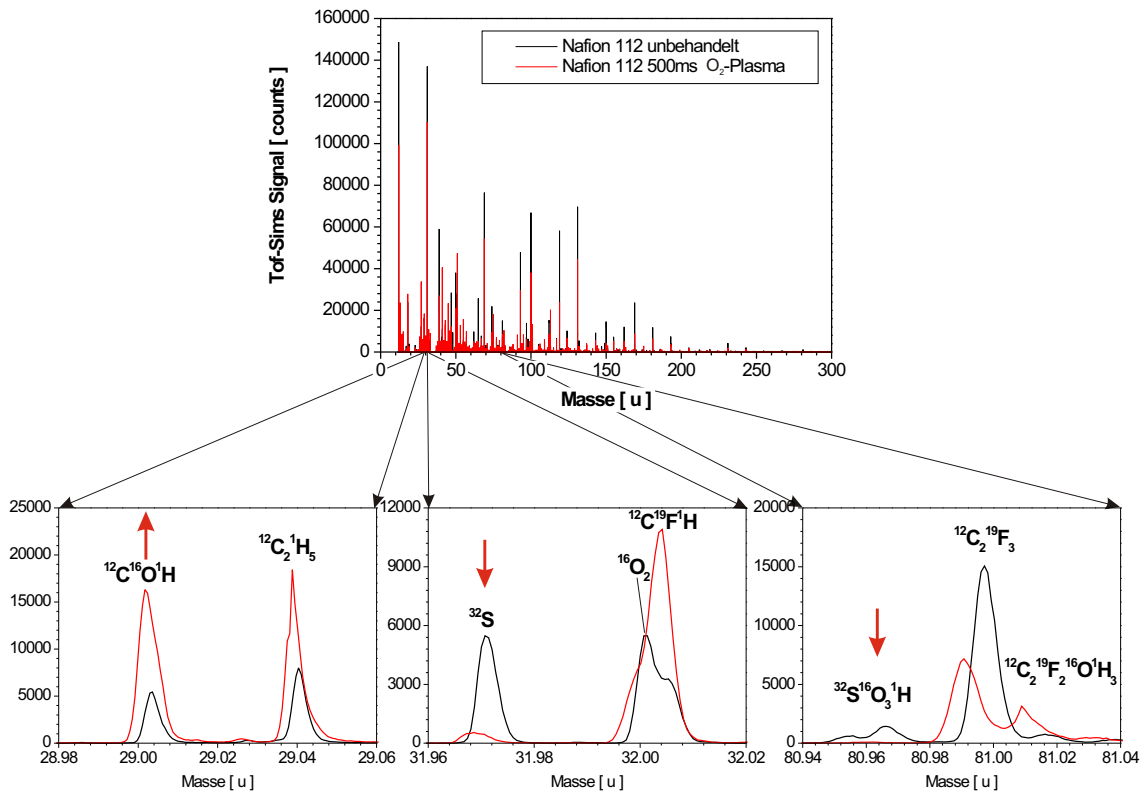 160000
140000
120000
100000
80000
60000
40000
20000
0
Tof-Sims Signal [ counts ]
Nafion 112 unbehandelt
Nafion 112 500ms O₂-Plasma
0 50 100 150 200 250 300
Masse [ u ]
25000
20000
15000
10000
5000
0
¹²C¹⁶O¹H
¹²C₂¹H₅
28.98 29.00 29.02 29.04 29.06
Masse [ u ]
12000
9000
6000
3000
0
³²S
¹⁶O₂
¹²C¹⁹F¹H
31.96 31.98 32.00 32.02
Masse [ u ]
20000
15000
10000
5000
0
¹²C₂¹⁹F₃
³²S¹⁶O₃¹H
¹²C₂¹⁹F₂¹⁶O¹H₃
80.94 80.96 80.98 81.00 81.02 81.04
Masse [ u ]